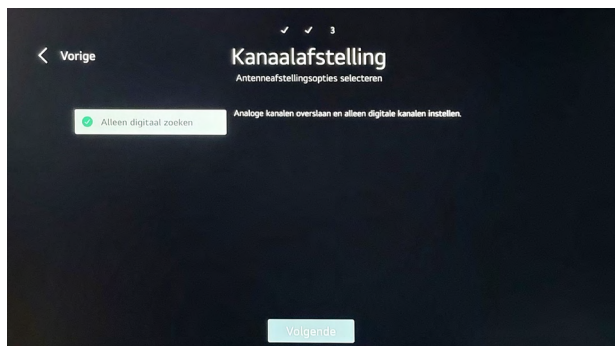 3
Vorige
Kanaalafstelling
Antenneafstellingsopties selecteren
Alleen digitaal zoeken
Analoge kanalen overslaan en alleen digitale kanalen instellen.
Volgende